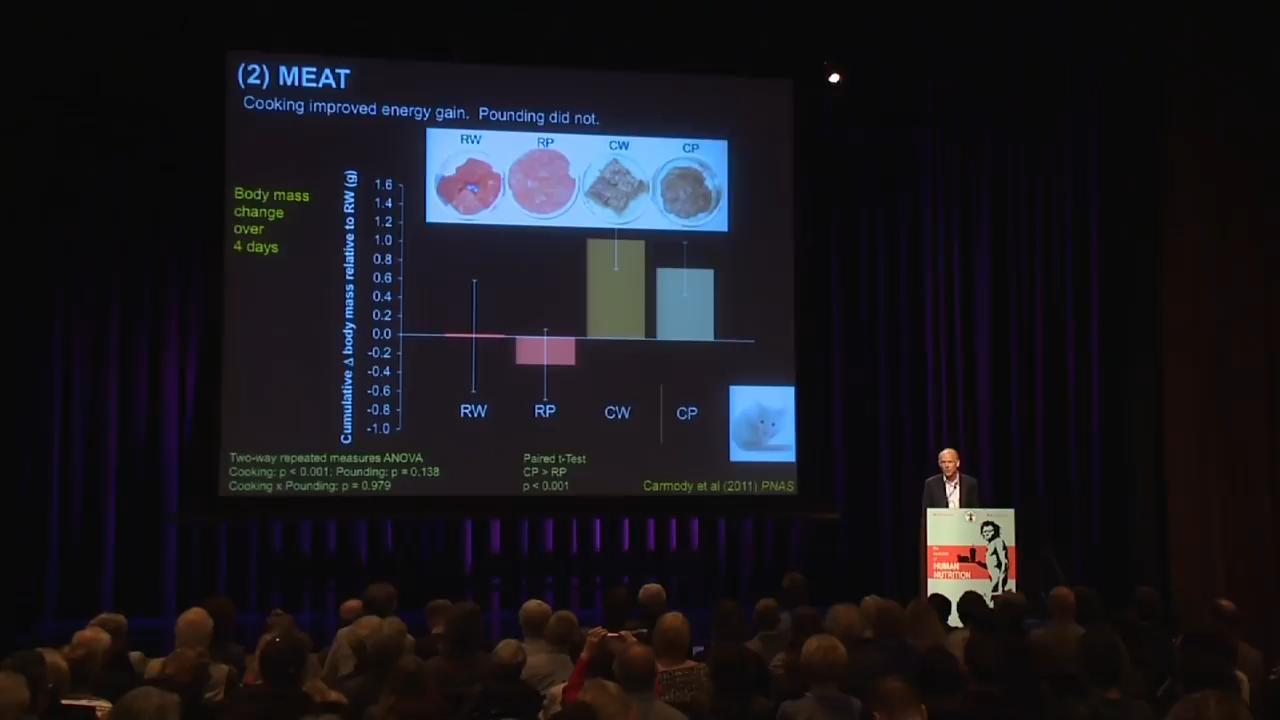 (2) MEAT
Cooking improved energy gain. Pounding did not.
RW RP CW CP
Body mass
change
over
4 days
Cumulative Δ body mass relative to RW (g)
1.6
1.4
1.2
1.0
0.8
0.6
0.4
0.2
0.0
-0.2
-0.4
-0.6
-0.8
-1.0
RW RP CW CP
Two-way repeated measures ANOVA
Cooking: p < 0.001; Pounding: p = 0.138
Cooking x Pounding: p = 0.979
Paired t-Test
CP > RP
p < 0.001
Carmody et al (2011) PNAS
HUMAN
NUTRITION